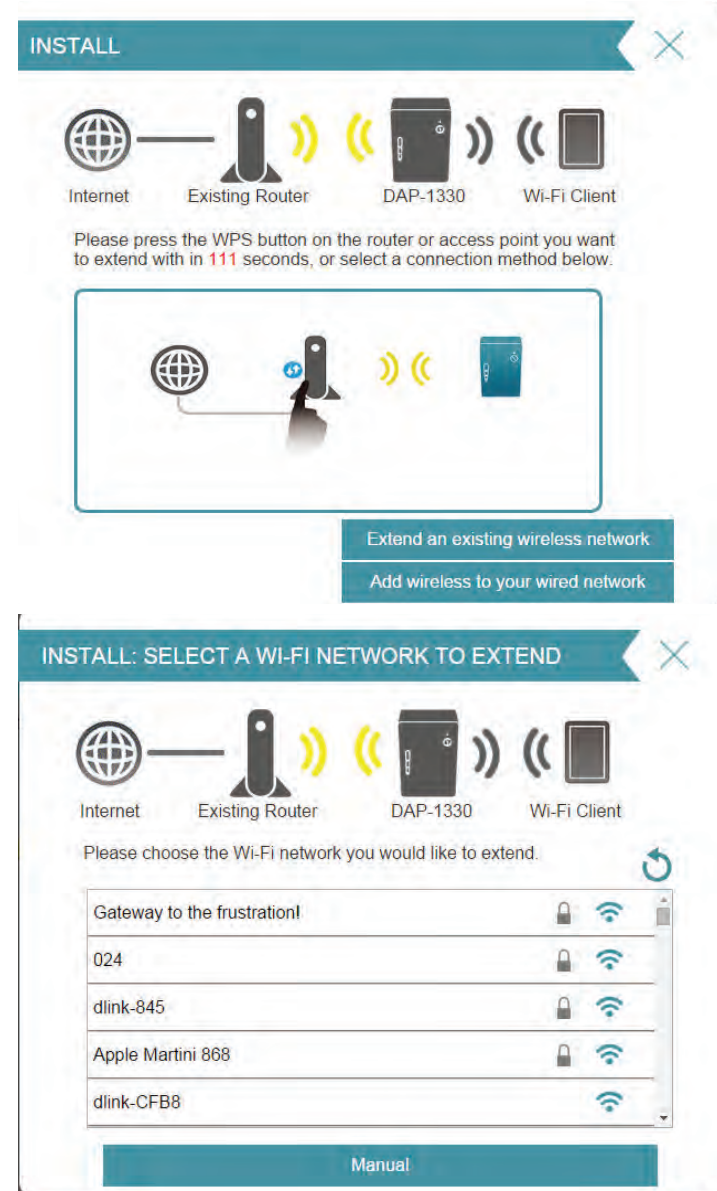 INSTALL
Internet Existing Router DAP-1330 Wi-Fi Client
Please press the WPS button on the router or access point you want
to extend with in 111 seconds, or select a connection method below.
Extend an existing wireless network
Add wireless to your wired network
INSTALL: SELECT A WI-FI NETWORK TO EXTEND
Internet Existing Router DAP-1330 Wi-Fi Client
Please choose the Wi-Fi network you would like to extend.
Gateway to the frustration!
024
dlink-845
Apple Martini 868
dlink-CFB8
Manual